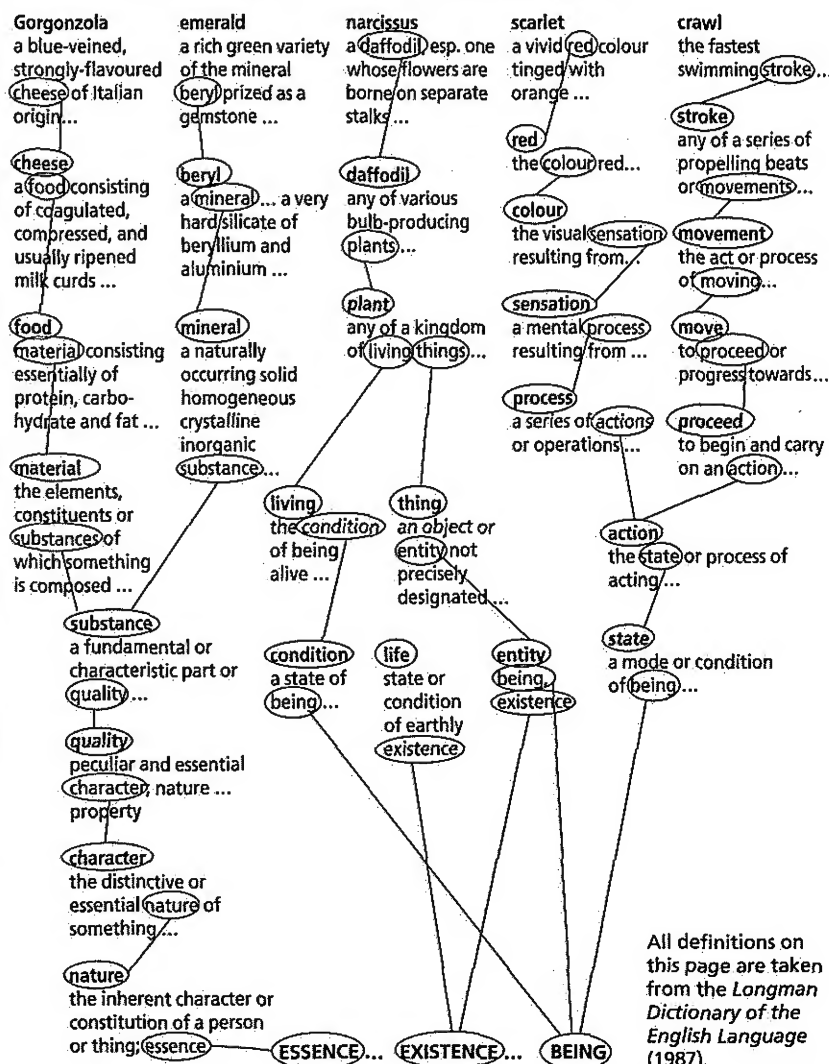 Gorgonzola
a blue-veined,
strongly-flavoured
cheese of Italian
origin...
cheese
a food consisting
of coagulated,
compressed, and
usually ripened
milk curds ...
food
material consisting
essentially of
protein, carbo-
hydrate and fat ...
material
the elements,
constituents or
substances of
which something
is composed ...
emerald
a rich green variety
of the mineral
beryl prized as a
gemstone ...
beryl
a mineral ... a very
hard silicate of
beryllium and
aluminium ...
mineral
a naturally
occurring solid
homogeneous
crystalline
inorganic
substance...
substance
a fundamental or
characteristic part or
quality ...
quality
peculiar and essential
character, nature ...
property
character
the distinctive or
essential nature of
something ...
nature
the inherent character or
constitution of a person
or thing; essence
narcissus
a daffodil, esp. one
whose flowers are
borne on separate
stalks ...
daffodil
any of various
bulb-producing
plants ...
plant
any of a kingdom
of living things...
living
the condition
of being
alive ...
thing
an object or
entity not
precisely
designated ...
condition
a state of
being ...
life
state or
condition
of earthly
existence
entity
being,
existence
scarlet
a vivid red colour
tinged with
orange ...
red
the colour red...
colour
the visual sensation
resulting from...
sensation
a mental process
resulting from ...
process
a series of actions
or operations ...
crawl
the fastest
swimming stroke...
stroke
any of a series of
propelling beats
or movements...
movement
the act or process
of moving...
move
to proceed or
progress towards...
proceed
to begin and carry
on an action ...
action
the state or process of
acting ...
state
a mode or condition
of being ...
ESSENCE... EXISTENCE... BEING
All definitions on
this page are taken
from the Longman
Dictionary of the
English Language
(1987).